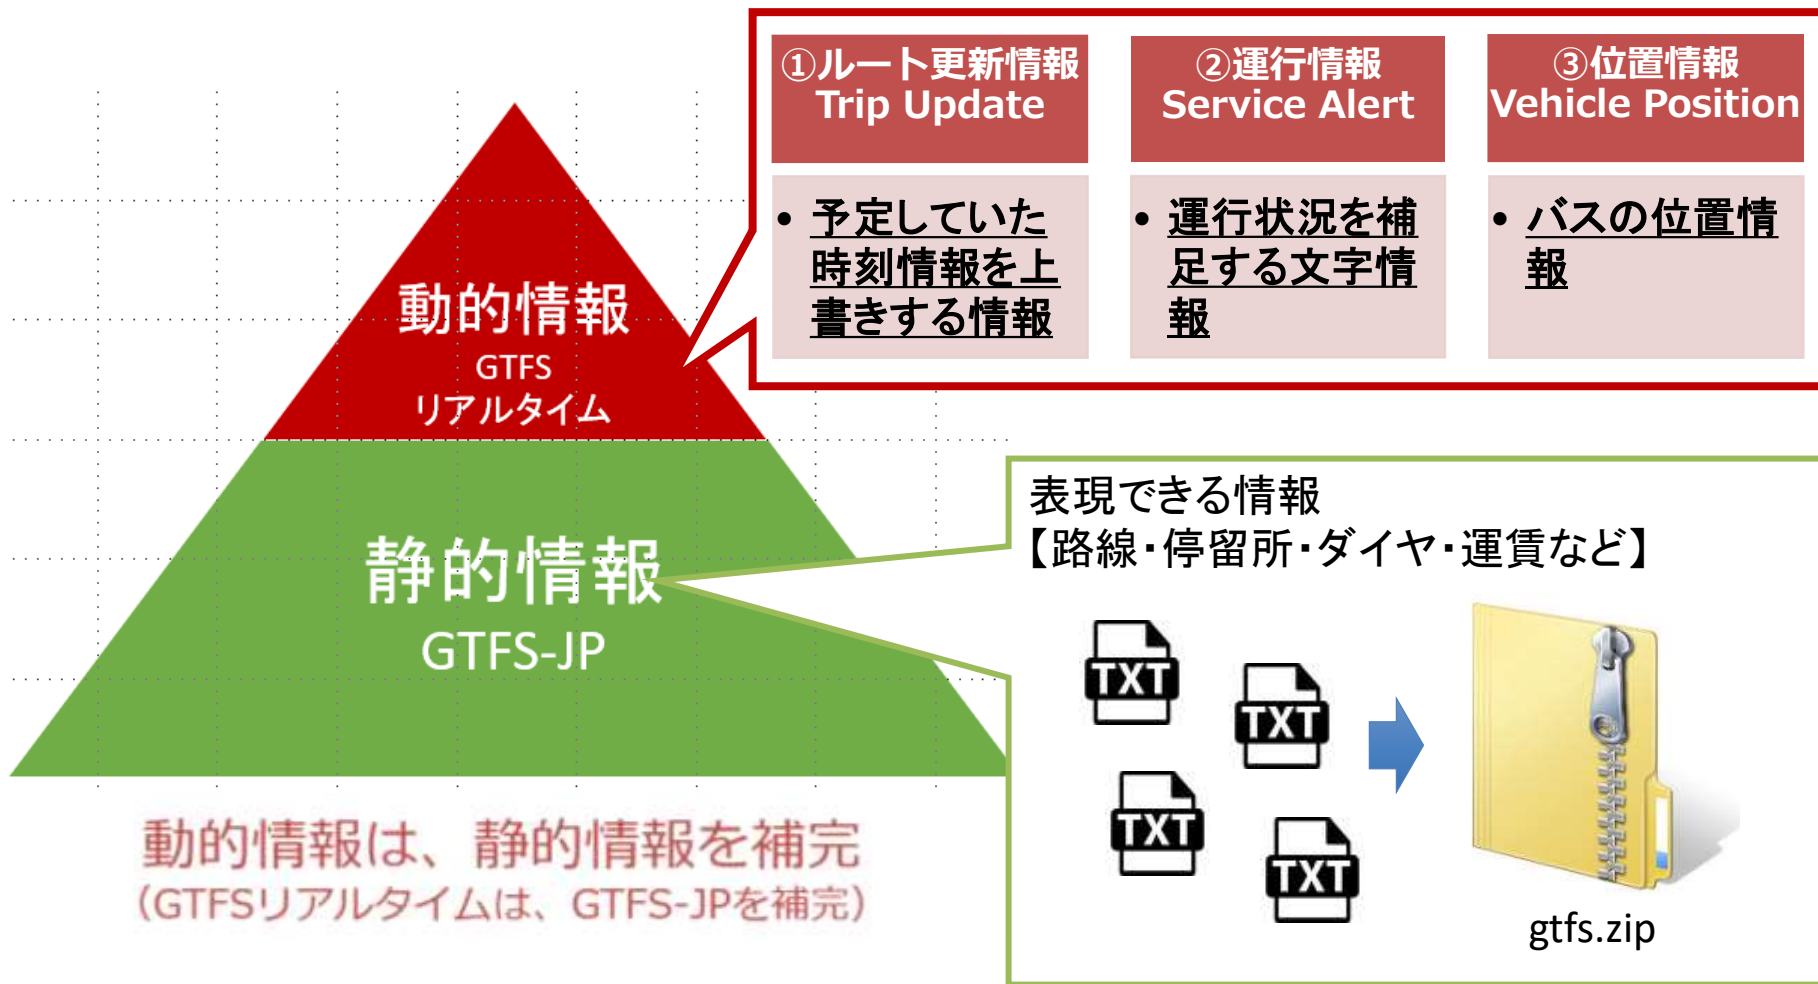 ①ルート更新情報
Trip Update
• 予定していた
時刻情報を上
書きする情報
②運行情報
Service Alert
• 運行状況を補
足する文字情
報
③位置情報
Vehicle Position
• バスの位置情
報
動的情報
GTFS
リアルタイム
静的情報
GTFS-JP
表現できる情報
【路線・停留所・ダイヤ・運賃など】
TXT
TXT
TXT
TXT
gtfs.zip
動的情報は、静的情報を補完
（GTFSリアルタイムは、GTFS-JPを補完）